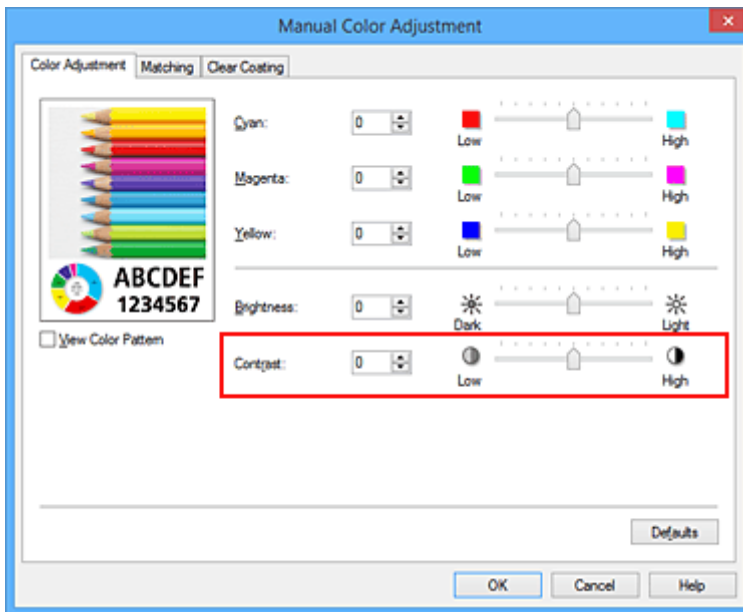 Manual Color Adjustment
Color Adjustment Matching Clear Coating
Cyan: 0 Low High
Magenta: 0 Low High
Yellow: 0 Low High
ABCDEF
1234567
Brightness: 0 Dark Light
View Color Pattern
Contrast: 0 Low High
Defaults
OK Cancel Help